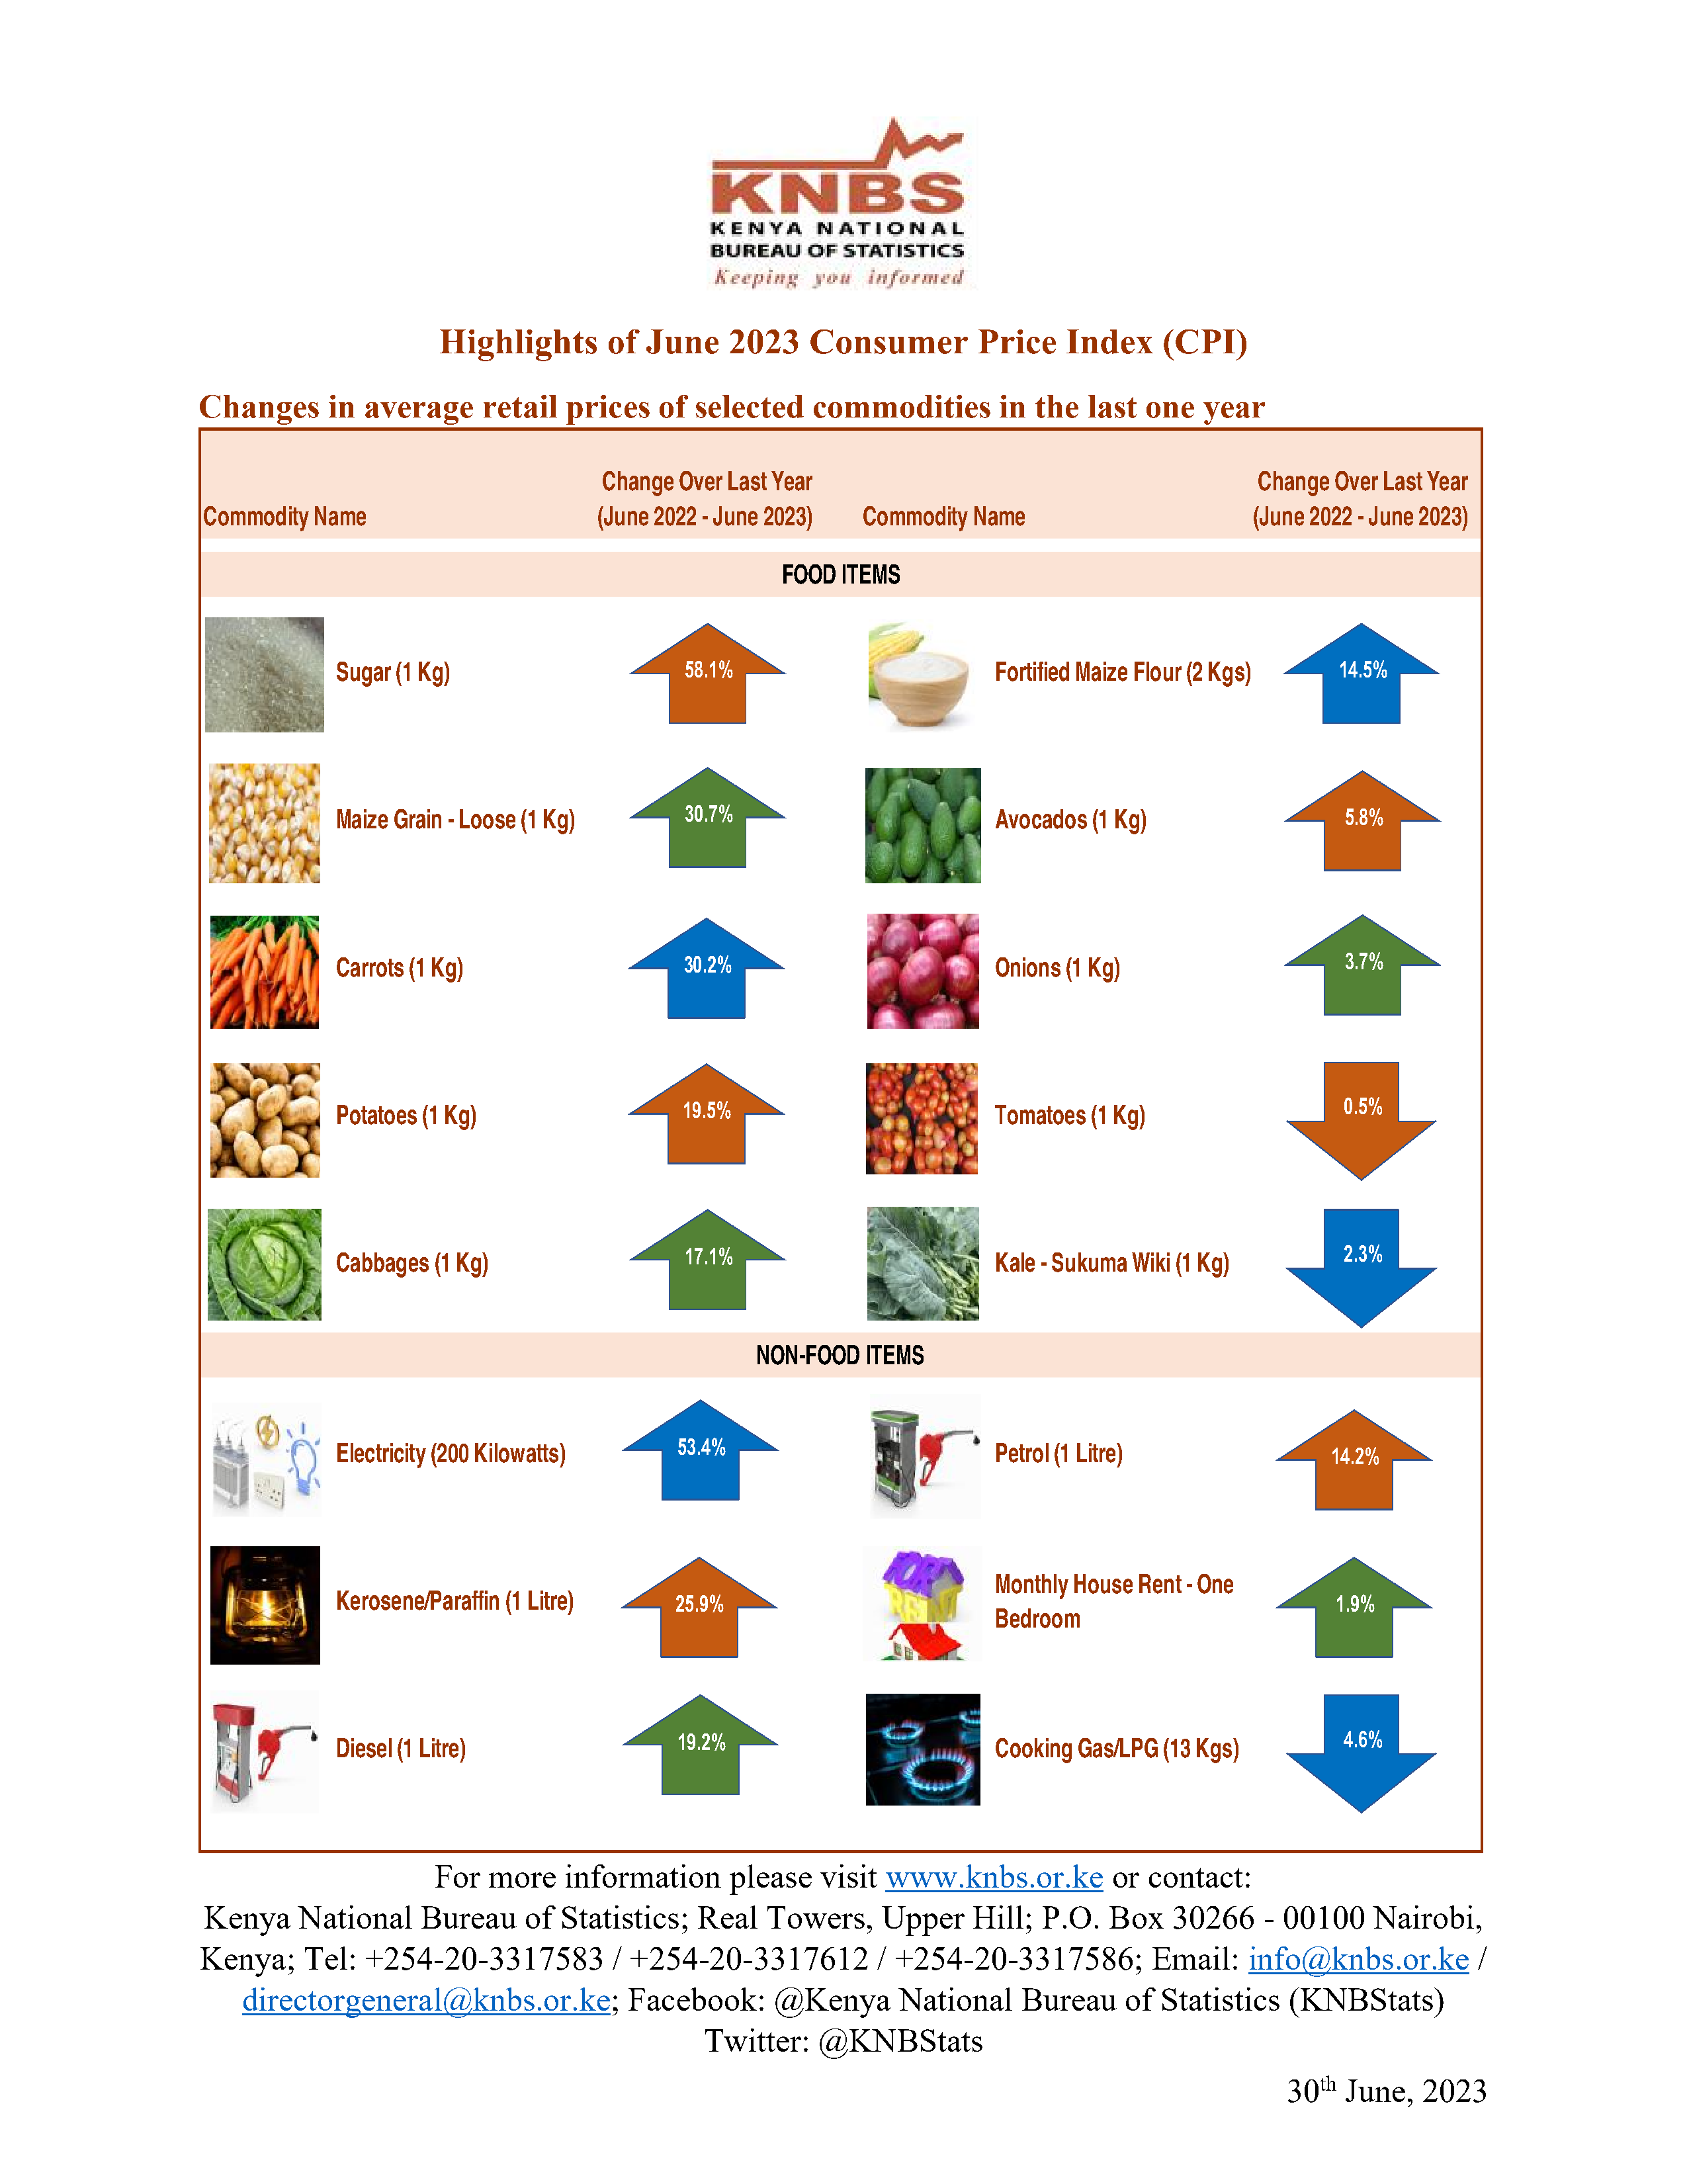 KNBS
KENYA NATIONAL
BUREAU OF STATISTICS
Keeping you informed
Highlights of June 2023 Consumer Price Index (CPI)
Changes in average retail prices of selected commodities in the last one year
Commodity Name
Change Over Last Year
(June 2022 - June 2023)
Commodity Name
Change Over Last Year
(June 2022 - June 2023)
FOOD ITEMS
Sugar (1 Kg) 58.1% Fortified Maize Flour (2 Kgs) 14.5%
Maize Grain - Loose (1 Kg) 30.7% Avocados (1 Kg) 5.8%
Carrots (1 Kg) 30.2% Onions (1 Kg) 3.7%
Potatoes (1 Kg) 19.5% Tomatoes (1 Kg) 0.5%
Cabbages (1 Kg) 17.1% Kale - Sukuma Wiki (1 Kg) 2.3%
NON-FOOD ITEMS
Electricity (200 Kilowatts) 53.4% Petrol (1 Litre) 14.2%
Kerosene/Paraffin (1 Litre) 25.9% Monthly House Rent - One
Bedroom 1.9%
Diesel (1 Litre) 19.2% Cooking Gas/LPG (13 Kgs) 4.6%
For more information please visit www.knbs.or.ke or contact:
Kenya National Bureau of Statistics; Real Towers, Upper Hill; P.O. Box 30266 - 00100 Nairobi,
Kenya; Tel: +254-20-3317583 / +254-20-3317612 / +254-20-3317586; Email: info@knbs.or.ke /
directorgeneral@knbs.or.ke; Facebook: @Kenya National Bureau of Statistics (KNBStats)
Twitter: @KNBStats
30th June, 2023